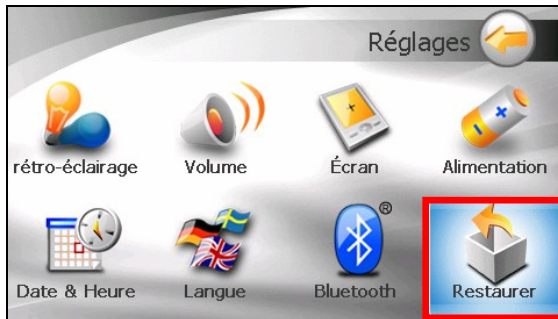 Réglages
rétro-éclairage Volume Écran Alimentation
®
Date & Heure Langue Bluetooth Restaurer